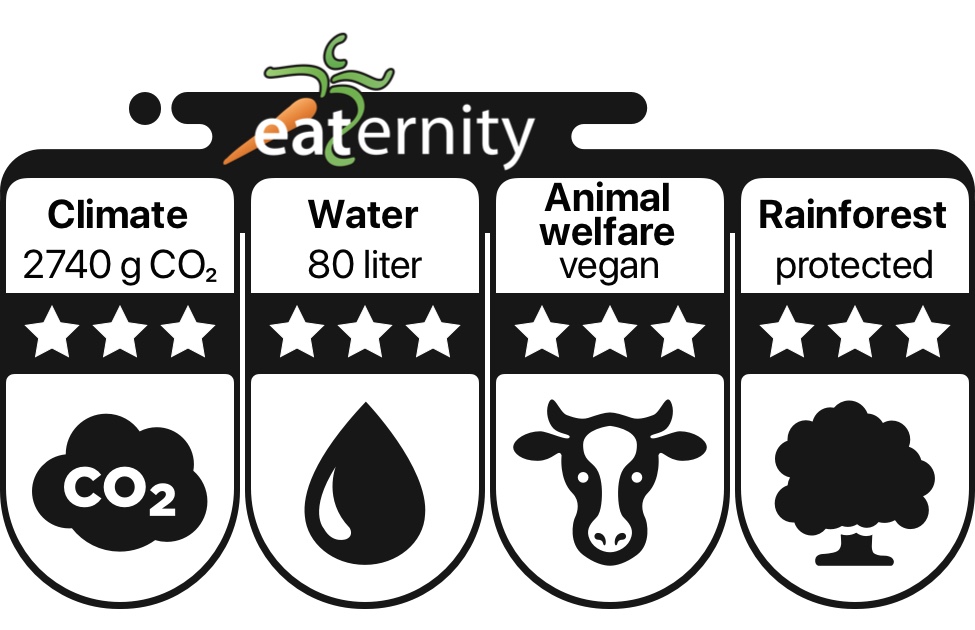 eaternity
Climate
2740 g CO₂
Water
80 liter
Animal
welfare
vegan
Rainforest
protected
CO₂